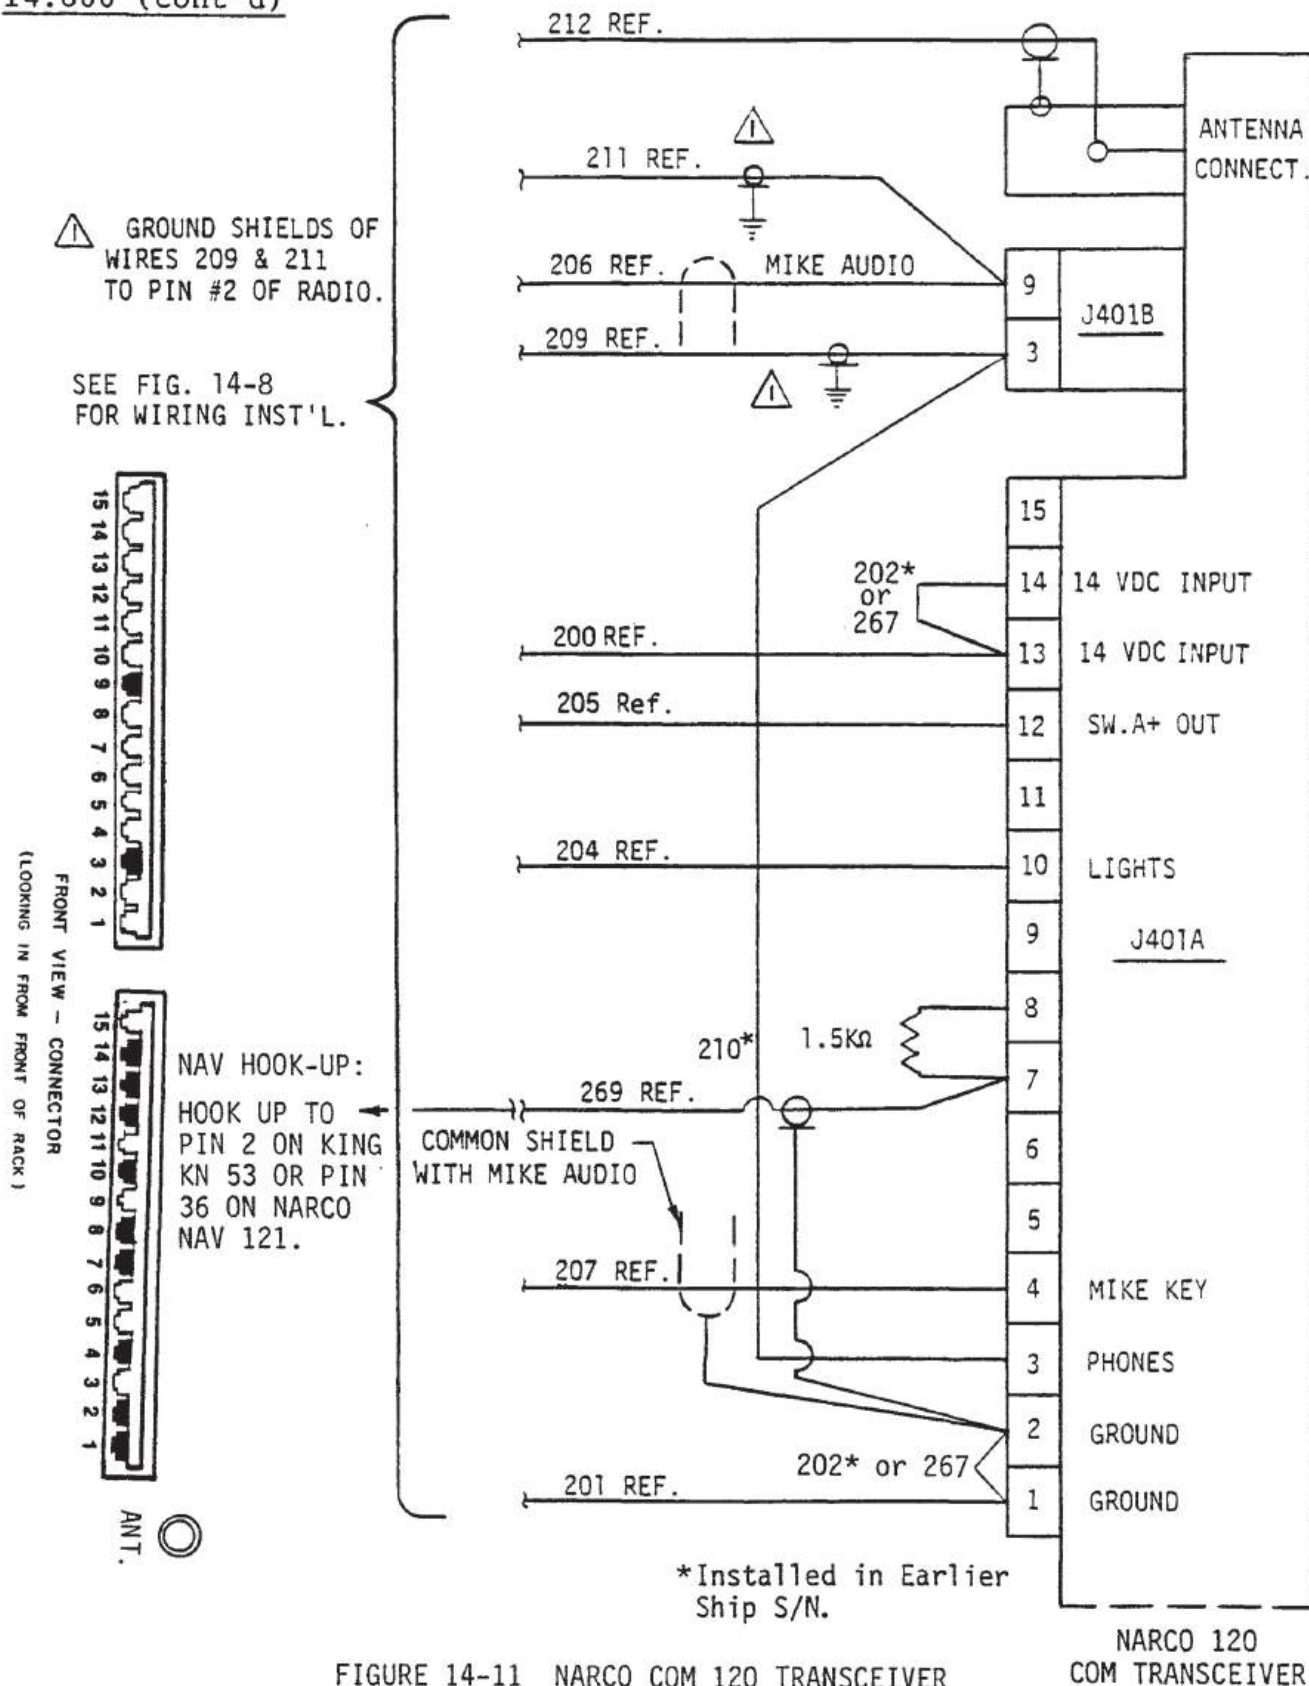 14.800 (Cont'd)
212 REF.
ANTENNA
CONNECT.
1
211 REF.
1 GROUND SHIELDS OF
WIRES 209 & 211
TO PIN #2 OF RADIO.
206 REF. MIKE AUDIO
9
J401B
209 REF.
3
1
SEE FIG. 14-8
FOR WIRING INST'L.
15
202*
or
267
14 14 VDC INPUT
200 REF.
13 14 VDC INPUT
205 Ref.
12 SW.A+ OUT
11
204 REF.
10 LIGHTS
9
J401A
8
210*
1.5KΩ
7
269 REF.
6
5
COMMON SHIELD
WITH MIKE AUDIO
207 REF.
4 MIKE KEY
3 PHONES
2 GROUND
202* or 267
201 REF.
1 GROUND
15 14 13 12 11 10 9 8 7 6 5 4 3 2 1
FRONT VIEW - CONNECTOR
(LOOKING IN FROM FRONT OF RACK)
15 14 13 12 11 10 9 8 7 6 5 4 3 2 1
ANT.
NAV HOOK-UP:
HOOK UP TO
PIN 2 ON KING
KN 53 OR PIN
36 ON NARCO
NAV 121.
*Installed in Earlier
Ship S/N.
NARCO 120
COM TRANSCEIVER
FIGURE 14-11 NARCO COM 120 TRANSCEIVER